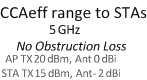 CCAeff range to STAs
5 GHz
No Obstruction Loss
AP TX 20 dBm, Ant 0 dBi
STA TX 15 dBm, Ant - 2 dBi